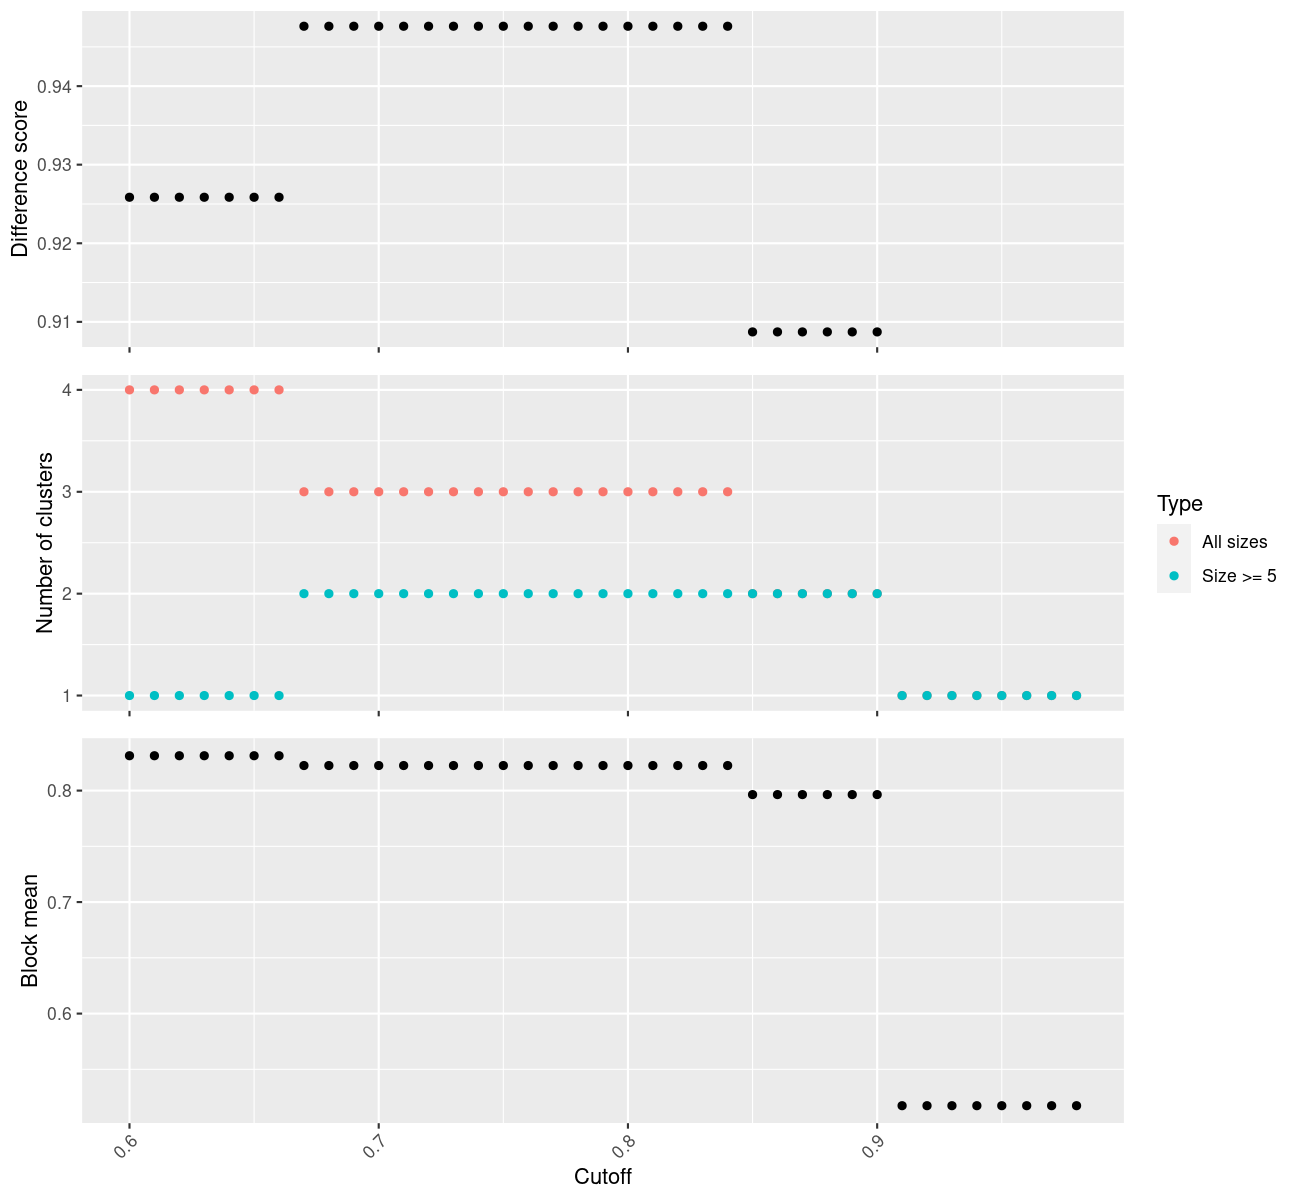 Difference score
0.94
0.93
0.92
0.91
Number of clusters
4
3
2
1
Type
All sizes
Size >= 5
Block mean
0.8
0.7
0.6
0.6 0.7 0.8 0.9
Cutoff